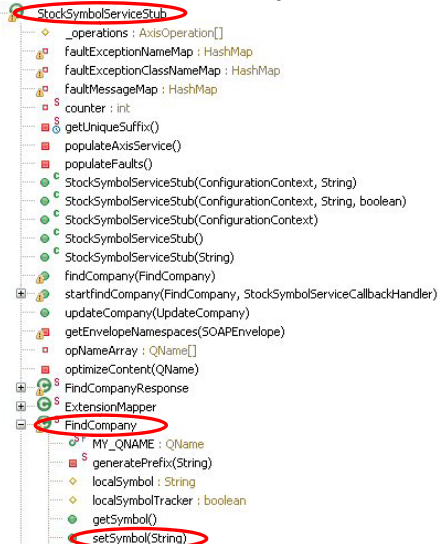 StockSymbolServiceStub
_operations : AxisOperation[]
faultExceptionNameMap : HashMap
faultExceptionClassNameMap : HashMap
faultMessageMap : HashMap
S counter : int
S getUniqueSuffix()
populateAxisService()
populateFaults()
C StockSymbolServiceStub(ConfigurationContext, String)
C StockSymbolServiceStub(ConfigurationContext, String, boolean)
C StockSymbolServiceStub(ConfigurationContext)
C StockSymbolServiceStub()
C StockSymbolServiceStub(String)
findCompany(FindCompany)
startfindCompany(FindCompany, StockSymbolServiceCallbackHandler)
updateCompany(UpdateCompany)
getEnvelopeNamespaces(SOAPEnvelope)
opNameArray : QName[]
optimizeContent(QName)
C S FindCompanyResponse
C S ExtensionMapper
S FindCompany
S F MY_QNAME : QName
S generatePrefix(String)
localSymbol : String
localSymbolTracker : boolean
getSymbol()
setSymbol(String)